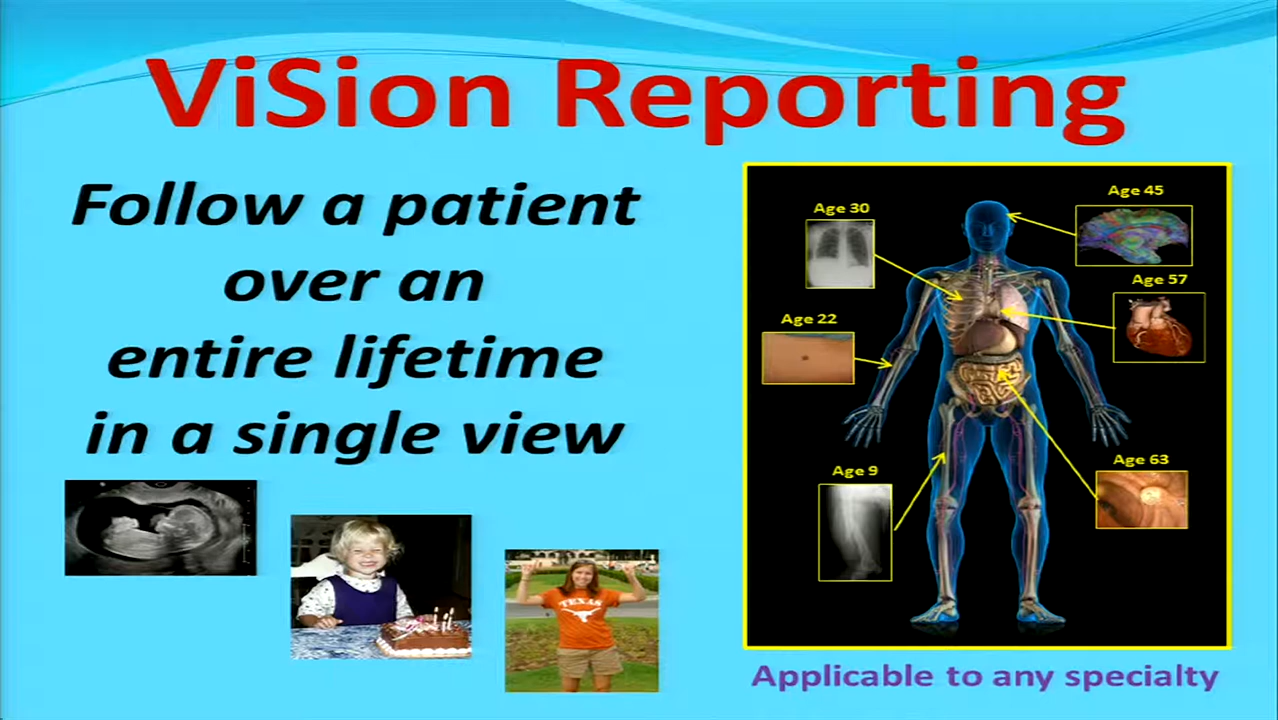 ViSion Reporting
Follow a patient
over an
entire lifetime
in a single view
Age 45
Age 30
Age 57
Age 22
Age 63
Age 9
TEXAS
Applicable to any specialty